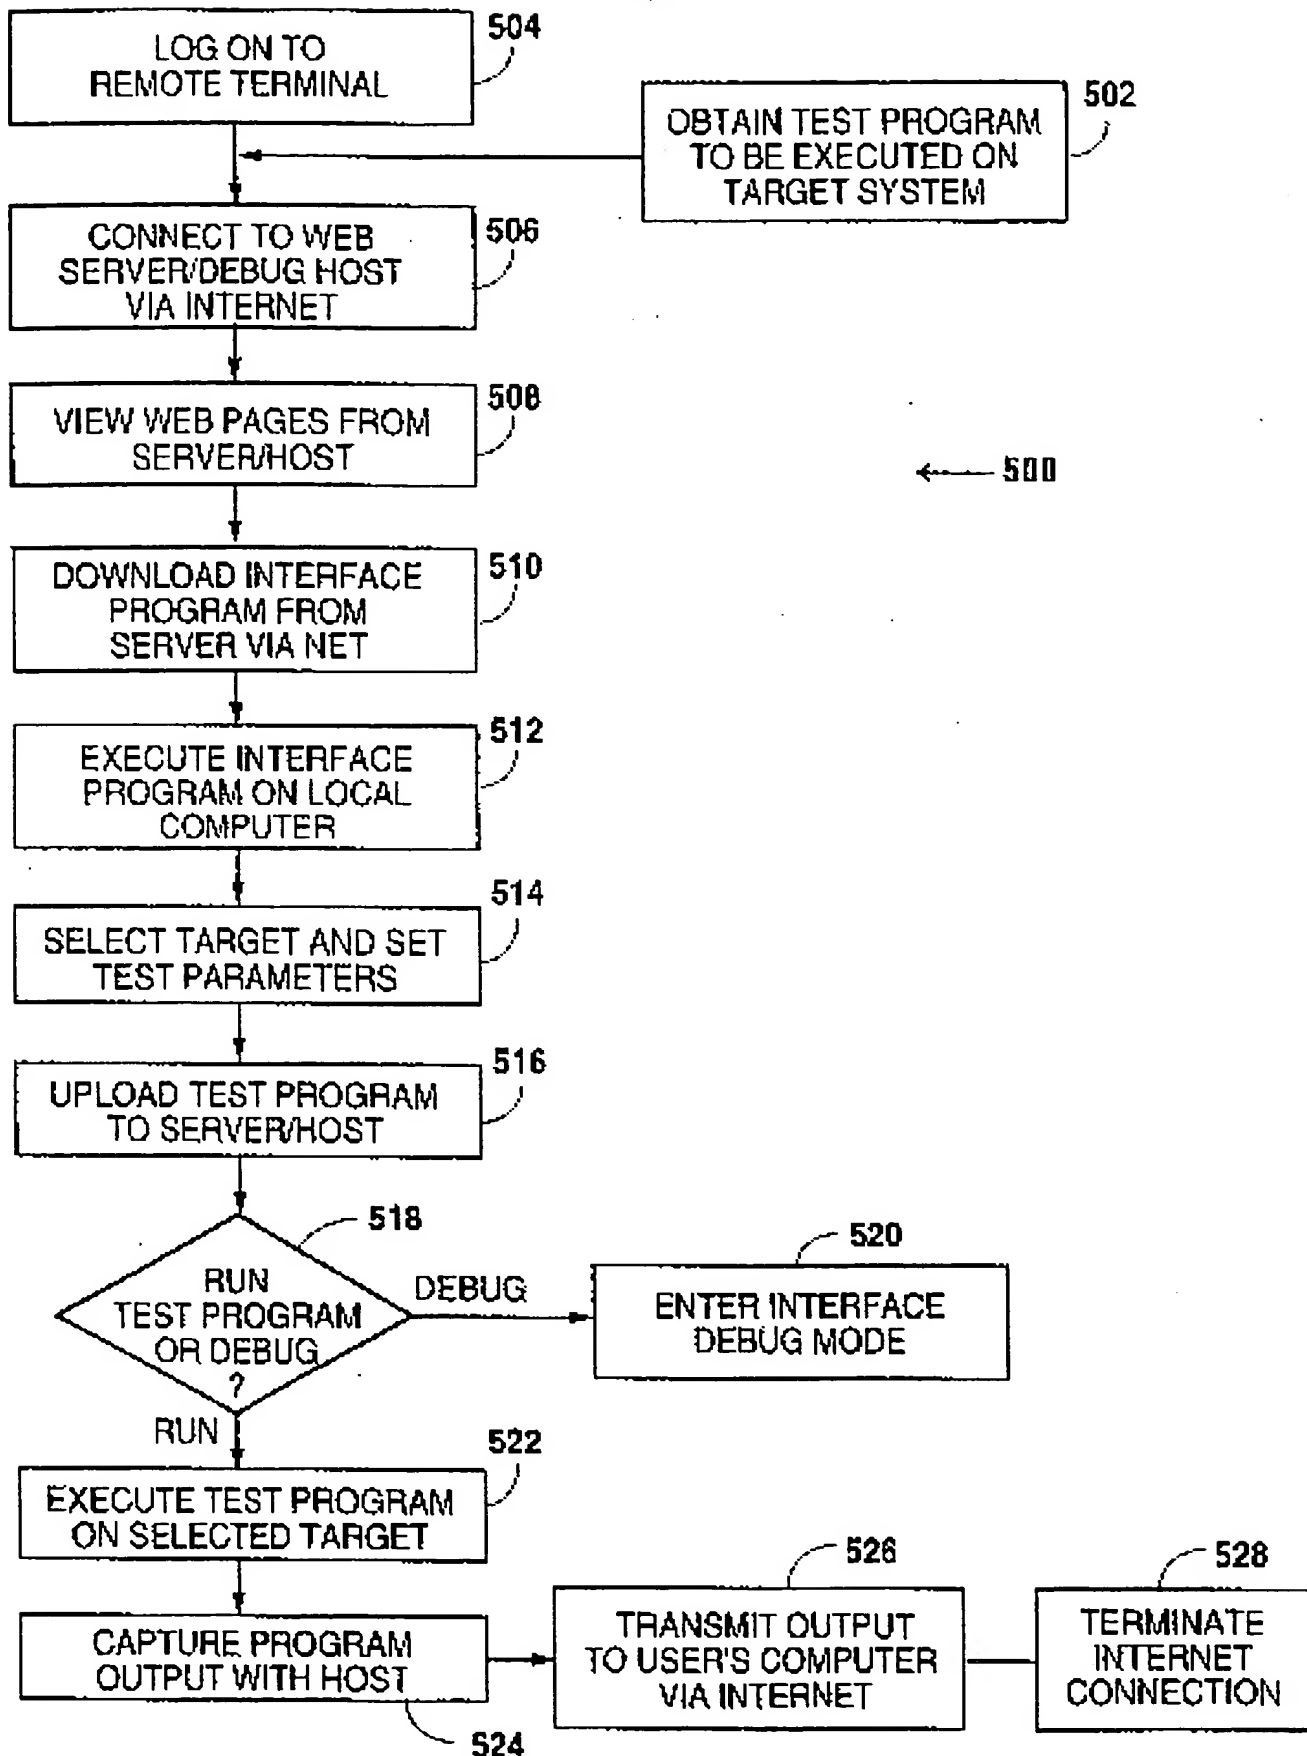 504
LOG ON TO
REMOTE TERMINAL
502
OBTAIN TEST PROGRAM
TO BE EXECUTED ON
TARGET SYSTEM
506
CONNECT TO WEB
SERVER/DEBUG HOST
VIA INTERNET
508
VIEW WEB PAGES FROM
SERVER/HOST
500
510
DOWNLOAD INTERFACE
PROGRAM FROM
SERVER VIA NET
512
EXECUTE INTERFACE
PROGRAM ON LOCAL
COMPUTER
514
SELECT TARGET AND SET
TEST PARAMETERS
516
UPLOAD TEST PROGRAM
TO SERVER/HOST
518
RUN
TEST PROGRAM
OR DEBUG
?
DEBUG
520
ENTER INTERFACE
DEBUG MODE
RUN
522
EXECUTE TEST PROGRAM
ON SELECTED TARGET
CAPTURE PROGRAM
OUTPUT WITH HOST
524
526
TRANSMIT OUTPUT
TO USER'S COMPUTER
VIA INTERNET
528
TERMINATE
INTERNET
CONNECTION